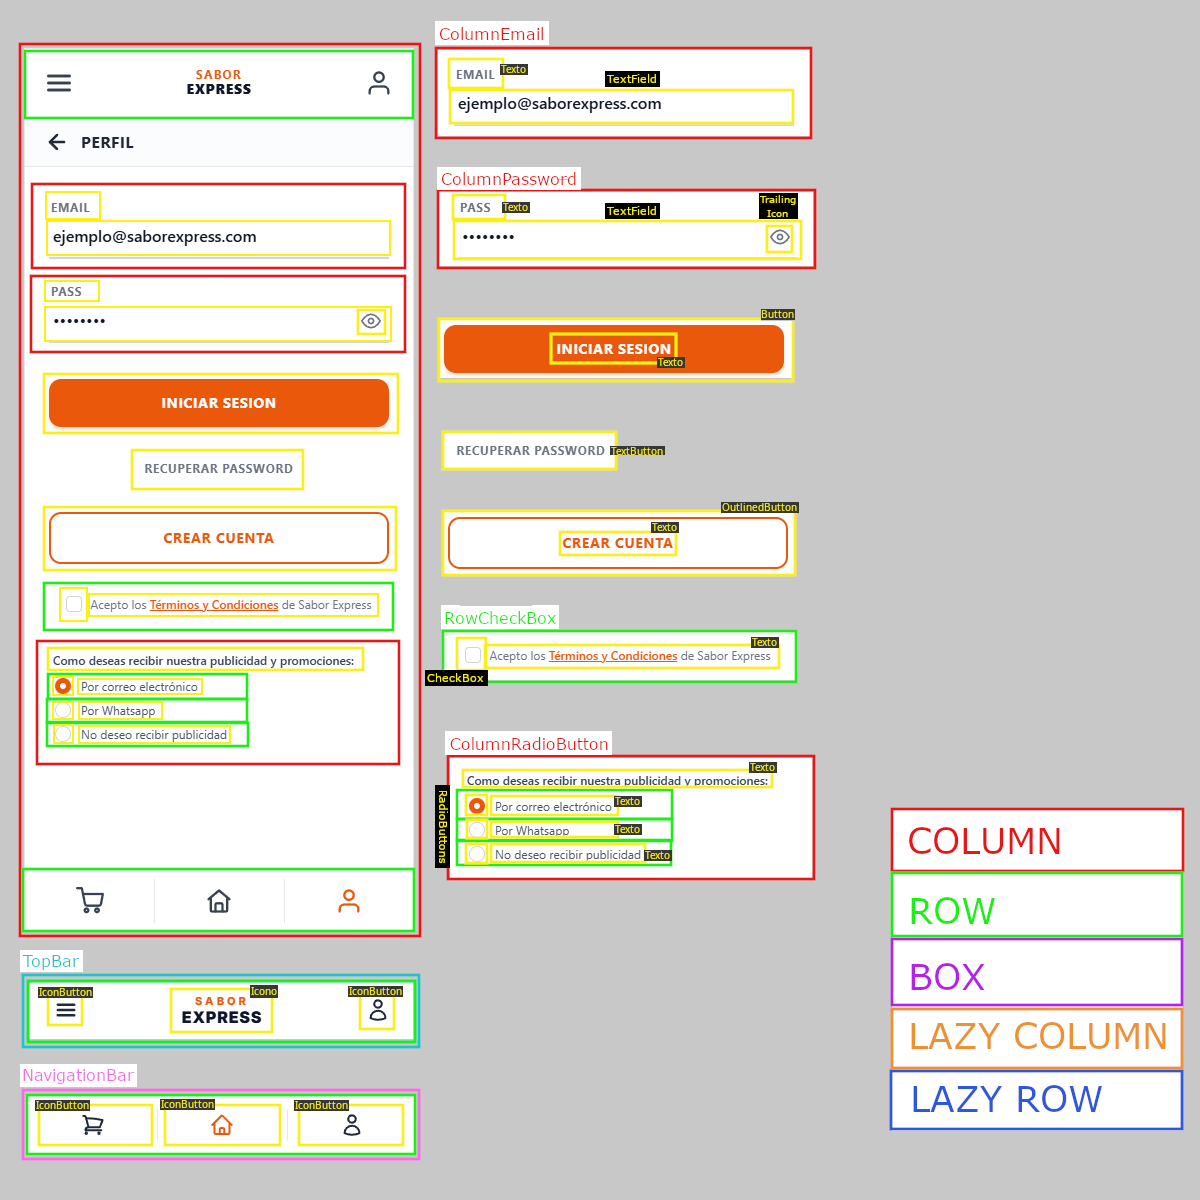 SABOR
EXPRESS
PERFIL
EMAIL
ejemplo@saborexpress.com
PASS
••••••••
INICIAR SESION
RECUPERAR PASSWORD
CREAR CUENTA
Acepto los Términos y Condiciones de Sabor Express
Como deseas recibir nuestra publicidad y promociones:
Por correo electrónico
Por Whatsapp
No deseo recibir publicidad
TopBar
IconButton
Icono
IconButton
SABOR
EXPRESS
NavigationBar
IconButton
IconButton
IconButton
ColumnEmail
EMAIL
Texto
TextField
ejemplo@saborexpress.com
ColumnPassword
PASS
Texto
TextField
Trailing
Icon
••••••••
Button
INICIAR SESION
Texto
RECUPERAR PASSWORD
TextButton
OutlinedButton
Texto
CREAR CUENTA
RowCheckBox
Texto
Acepto los Términos y Condiciones de Sabor Express
CheckBox
ColumnRadioButton
Texto
Como deseas recibir nuestra publicidad y promociones:
RadioButtons
Por correo electrónico
Texto
Por Whatsapp
Texto
No deseo recibir publicidad
Texto
COLUMN
ROW
BOX
LAZY COLUMN
LAZY ROW